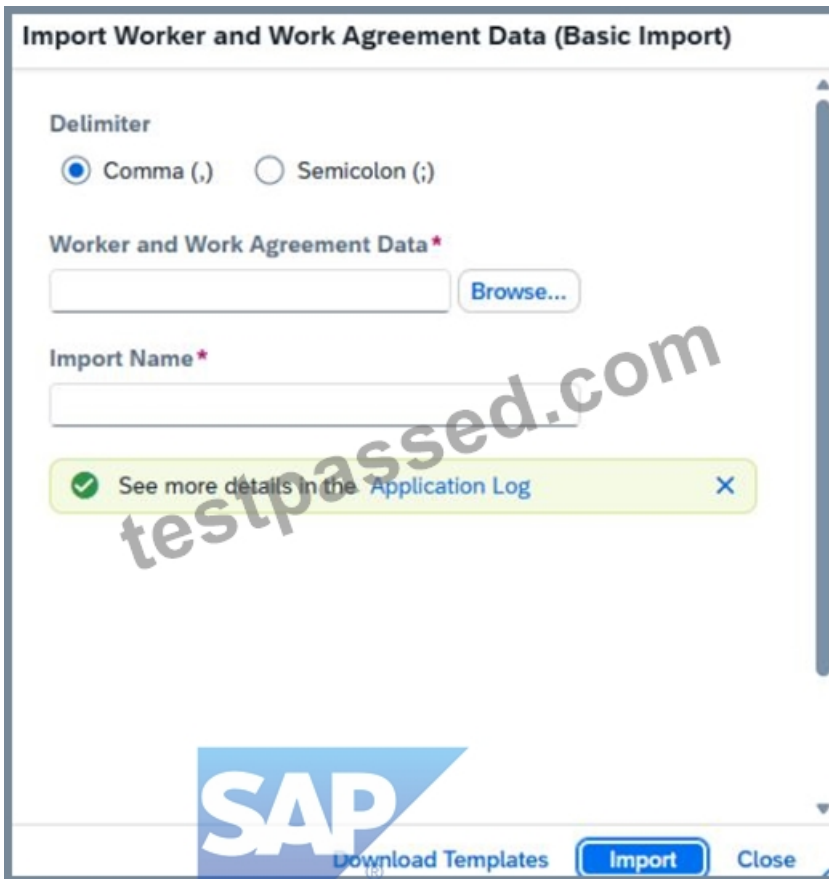 Import Worker and Work Agreement Data (Basic Import)
Delimiter
Comma (,) Semicolon (;)
Worker and Work Agreement Data*
Browse...
Import Name*
See more details in the Application Log
testpassed.com
SAP
®
Download Templates Import Close